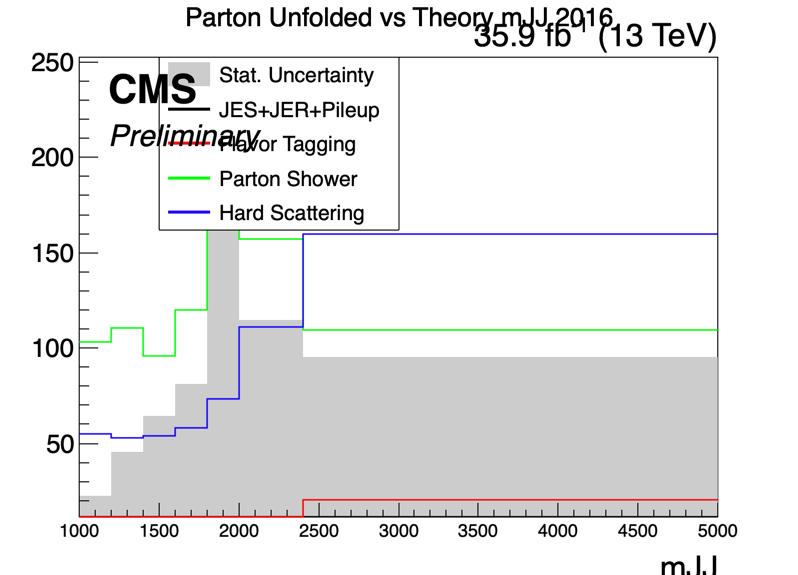 Parton Unfolded vs Theory mJJ 2016
35.9 fb⁻¹ (13 TeV)
CMS
Preliminary
Stat. Uncertainty
JES+JER+Pileup
Flavor Tagging
Parton Shower
Hard Scattering
250
200
150
100
50
1000 1500 2000 2500 3000 3500 4000 4500 5000
mJJ